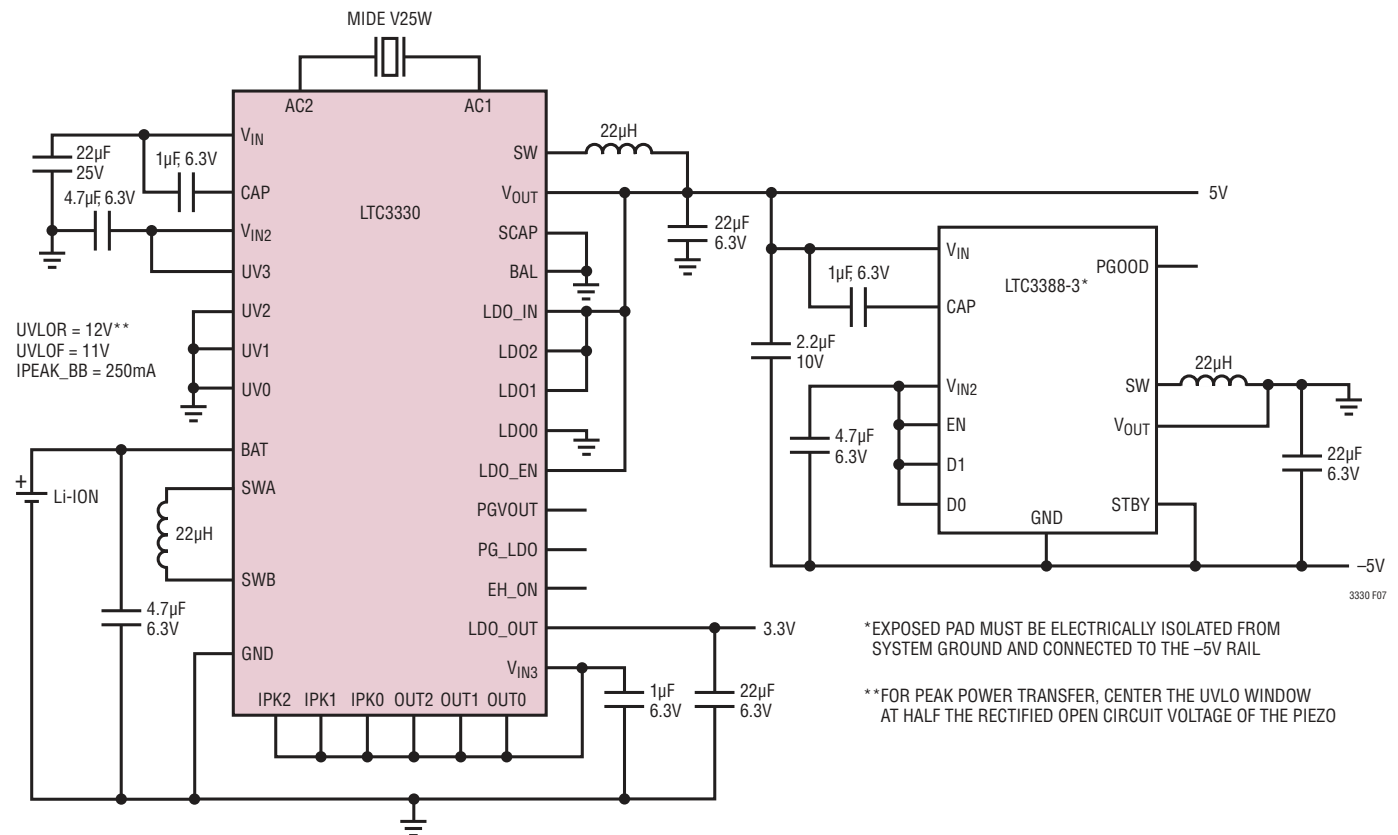 MIDE V25W
AC2
AC1
VIN
CAP
VIN2
UV3
UV2
UV1
UV0
BAT
SWA
SWB
GND
LTC3330
SW
VOUT
SCAP
BAL
LDO_IN
LDO2
LDO1
LDO0
LDO_EN
PGVOUT
PG_LDO
EH_ON
LDO_OUT
VIN3
IPK2 IPK1 IPK0 OUT2 OUT1 OUT0
22µF
25V
1µF, 6.3V
4.7µF, 6.3V
UVLOR = 12V**
UVLOF = 11V
IPEAK_BB = 250mA
+
Li-ION
22µH
4.7µF
6.3V
22µH
22µF
6.3V
5V
3.3V
1µF
6.3V
22µF
6.3V
2.2µF
10V
1µF, 6.3V
4.7µF
6.3V
VIN
CAP
VIN2
EN
D1
D0
GND
LTC3388-3*
PGOOD
SW
VOUT
STBY
22µH
22µF
6.3V
–5V
3330 F07
*EXPOSED PAD MUST BE ELECTRICALLY ISOLATED FROM
SYSTEM GROUND AND CONNECTED TO THE –5V RAIL
**FOR PEAK POWER TRANSFER, CENTER THE UVLO WINDOW
AT HALF THE RECTIFIED OPEN CIRCUIT VOLTAGE OF THE PIEZO